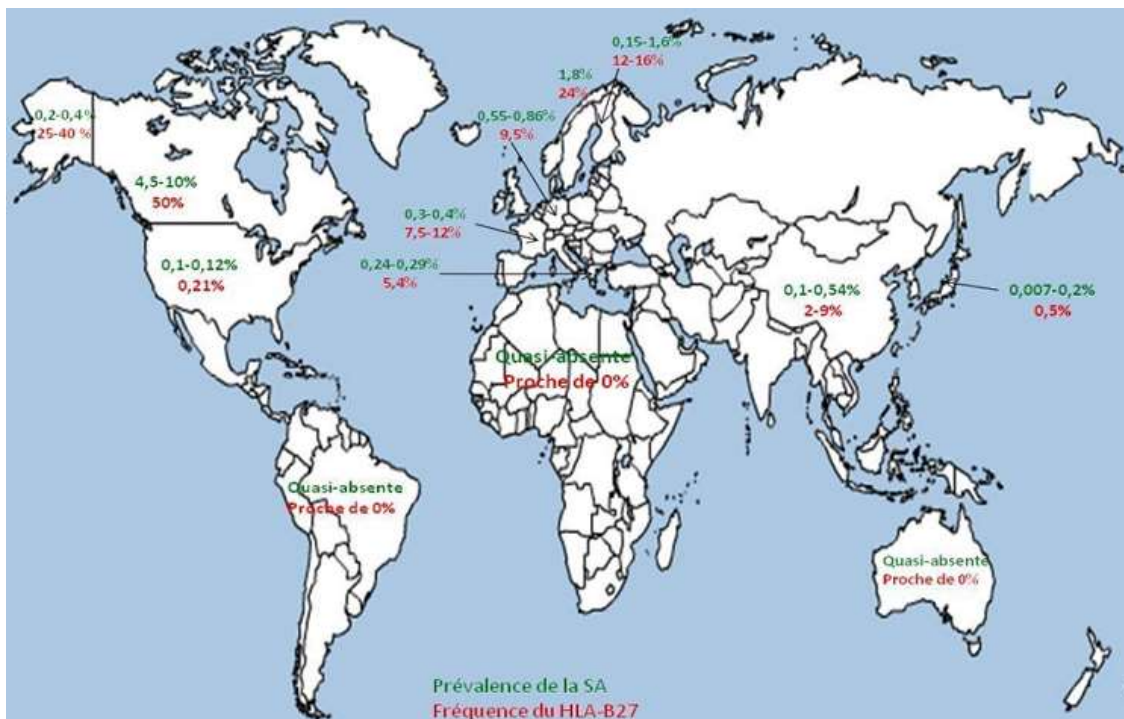 0,15-1,6%
12-16%
1,8%
24%
0,2-0,4%
25-40 %
0,55-0,86%
9,5%
4,5-10%
50%
0,3-0,4%
7,5-12%
0,1-0,12%
0,21%
0,24-0,29%
5,4%
0,1-0,54%
2-9%
0,007-0,2%
0,5%
Quasi-absente
Proche de 0%
Quasi-absente
Proche de 0%
Quasi-absente
Proche de 0%
Prévalence de la SA
Fréquence du HLA-B27